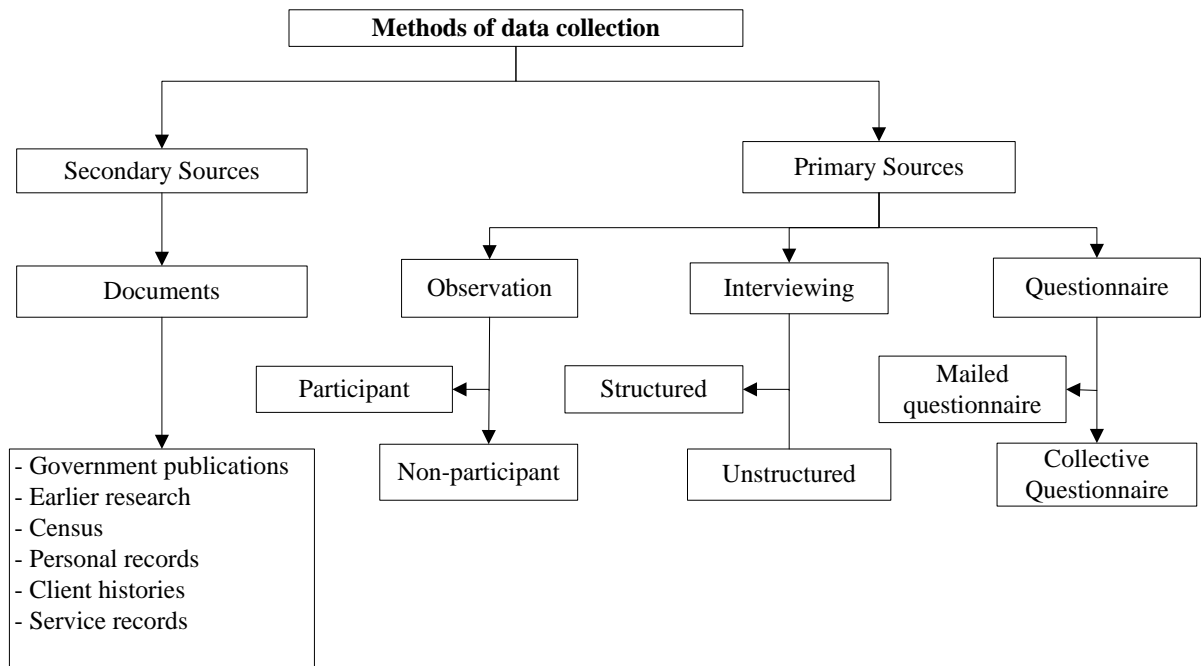 Methods of data collection
Secondary Sources
Primary Sources
Documents
Observation
Interviewing
Questionnaire
Participant
Structured
Mailed
questionnaire
Non-participant
Unstructured
Collective
Questionnaire
- Government publications
- Earlier research
- Census
- Personal records
- Client histories
- Service records